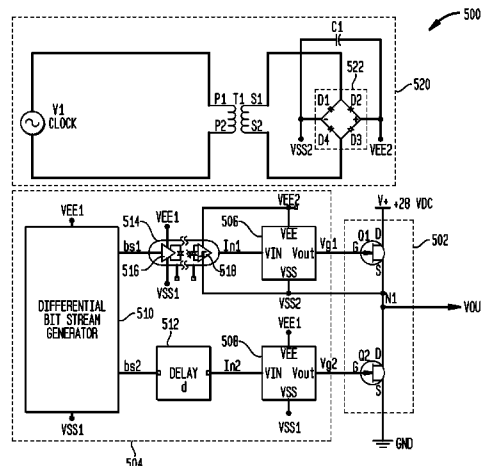 500
C1
522
520
D1 D2
D4 D3
P1 T1 S1
P2 S2
V1
CLOCK
VSS2
VEE2
V+ +28 VDC
VEE1
514
VEE1
VEE2
506
502
bs1
516
518
In1
VEE
VIN Vout
VSS
Vg1
Q1
D
G
S
VSS1
VSS2
N1
VOU
DIFFERENTIAL
BIT STREAM
GENERATOR
510
512
508
VEE1
bs2
DELAY
d
In2
VEE
VIN Vout
VSS
Vg2
Q2
D
G
S
VSS1
VSS1
GND
504